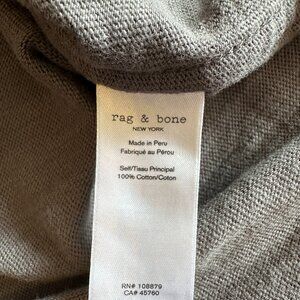 rag & bone
NEW YORK
Made in Peru
Fabriqué au Pérou
Self/Tissu Principal
100% Cotton/Coton
RN# 108879
CA# 45760